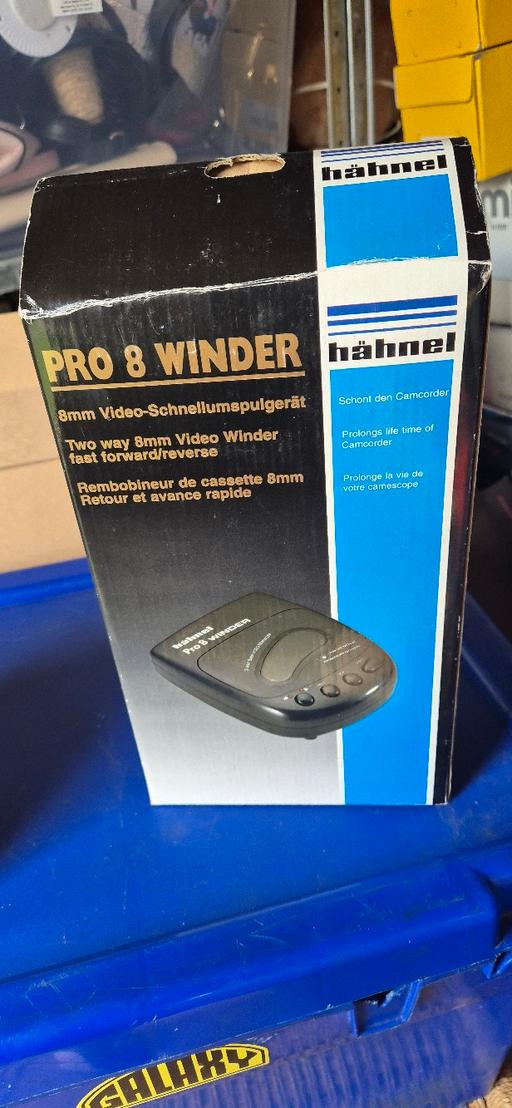 hähnel
hähnel
PRO 8 WINDER
8mm Video-Schnellumspulgerät
Two way 8mm Video Winder
fast forward/reverse
Rembobineur de cassette 8mm
Retour et avance rapide
Schont den Camcorder
Prolongs life time of
Camcorder
Prolonge la vie de
votre camescope
hähnel
Pro 8 WINDER
GALAXY